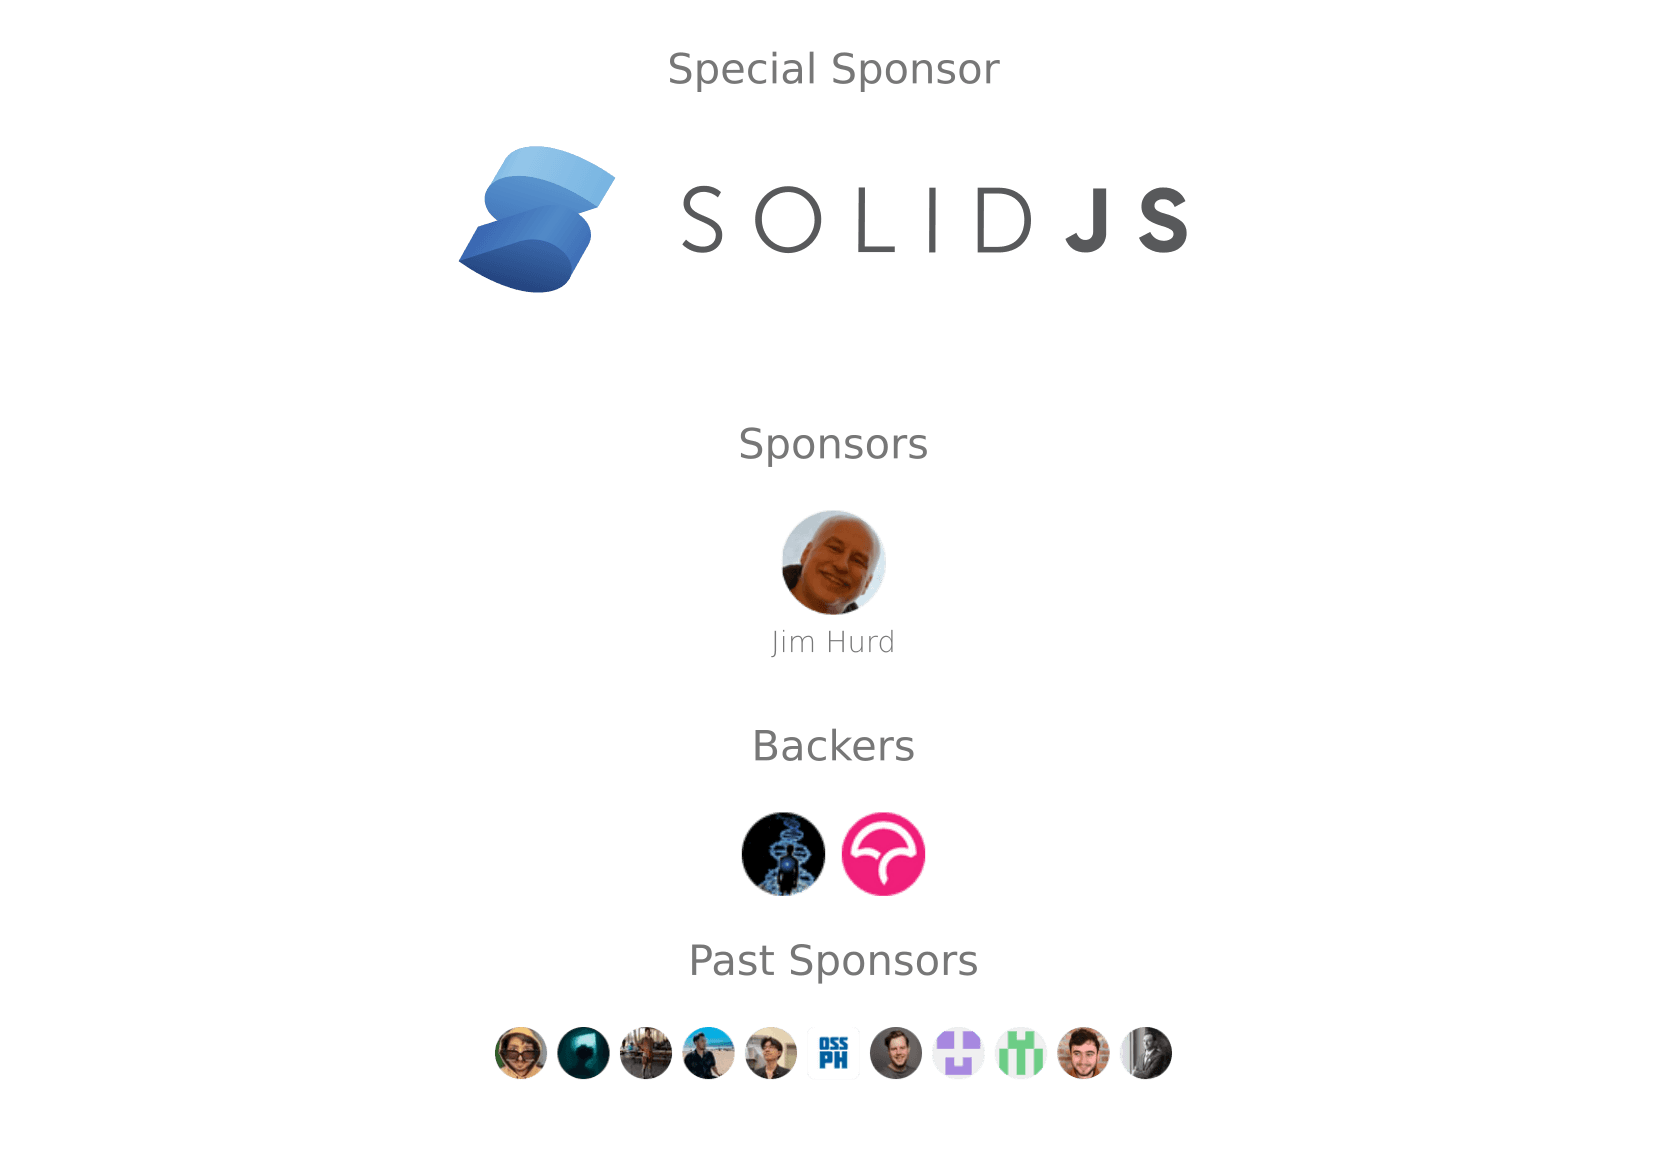 Special Sponsor
SOLIDJS
Sponsors
Jim Hurd
Backers
Past Sponsors
OSS
PH